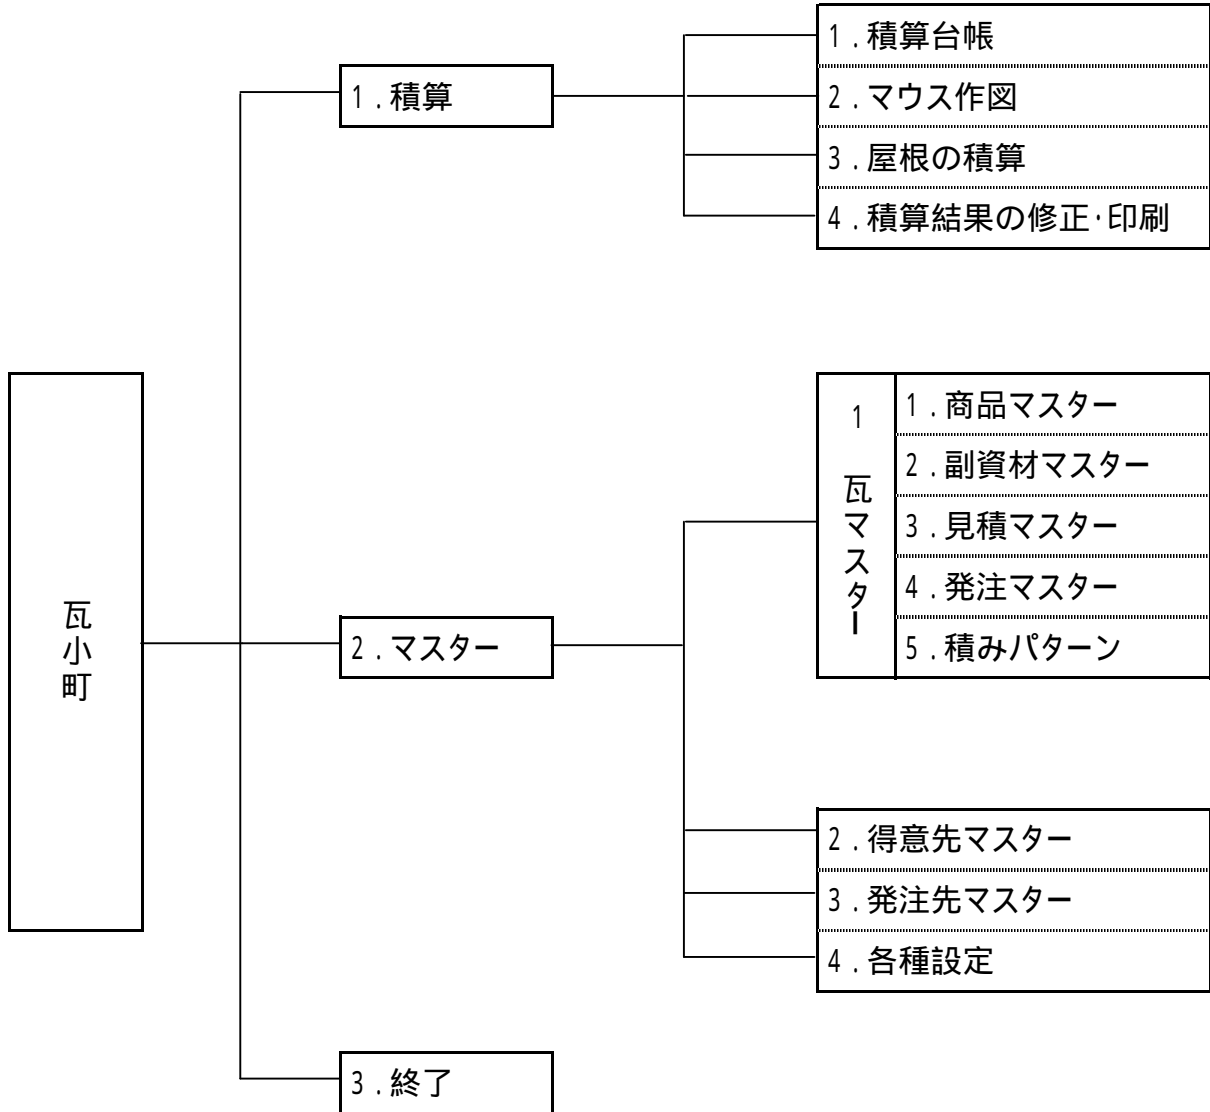 瓦小町
1.積算
1.積算台帳
2.マウス作図
3.屋根の積算
4.積算結果の修正・印刷
2.マスター
1 瓦マスター
1.商品マスター
2.副資材マスター
3.見積マスター
4.発注マスター
5.積みパターン
2.得意先マスター
3.発注先マスター
4.各種設定
3.終了